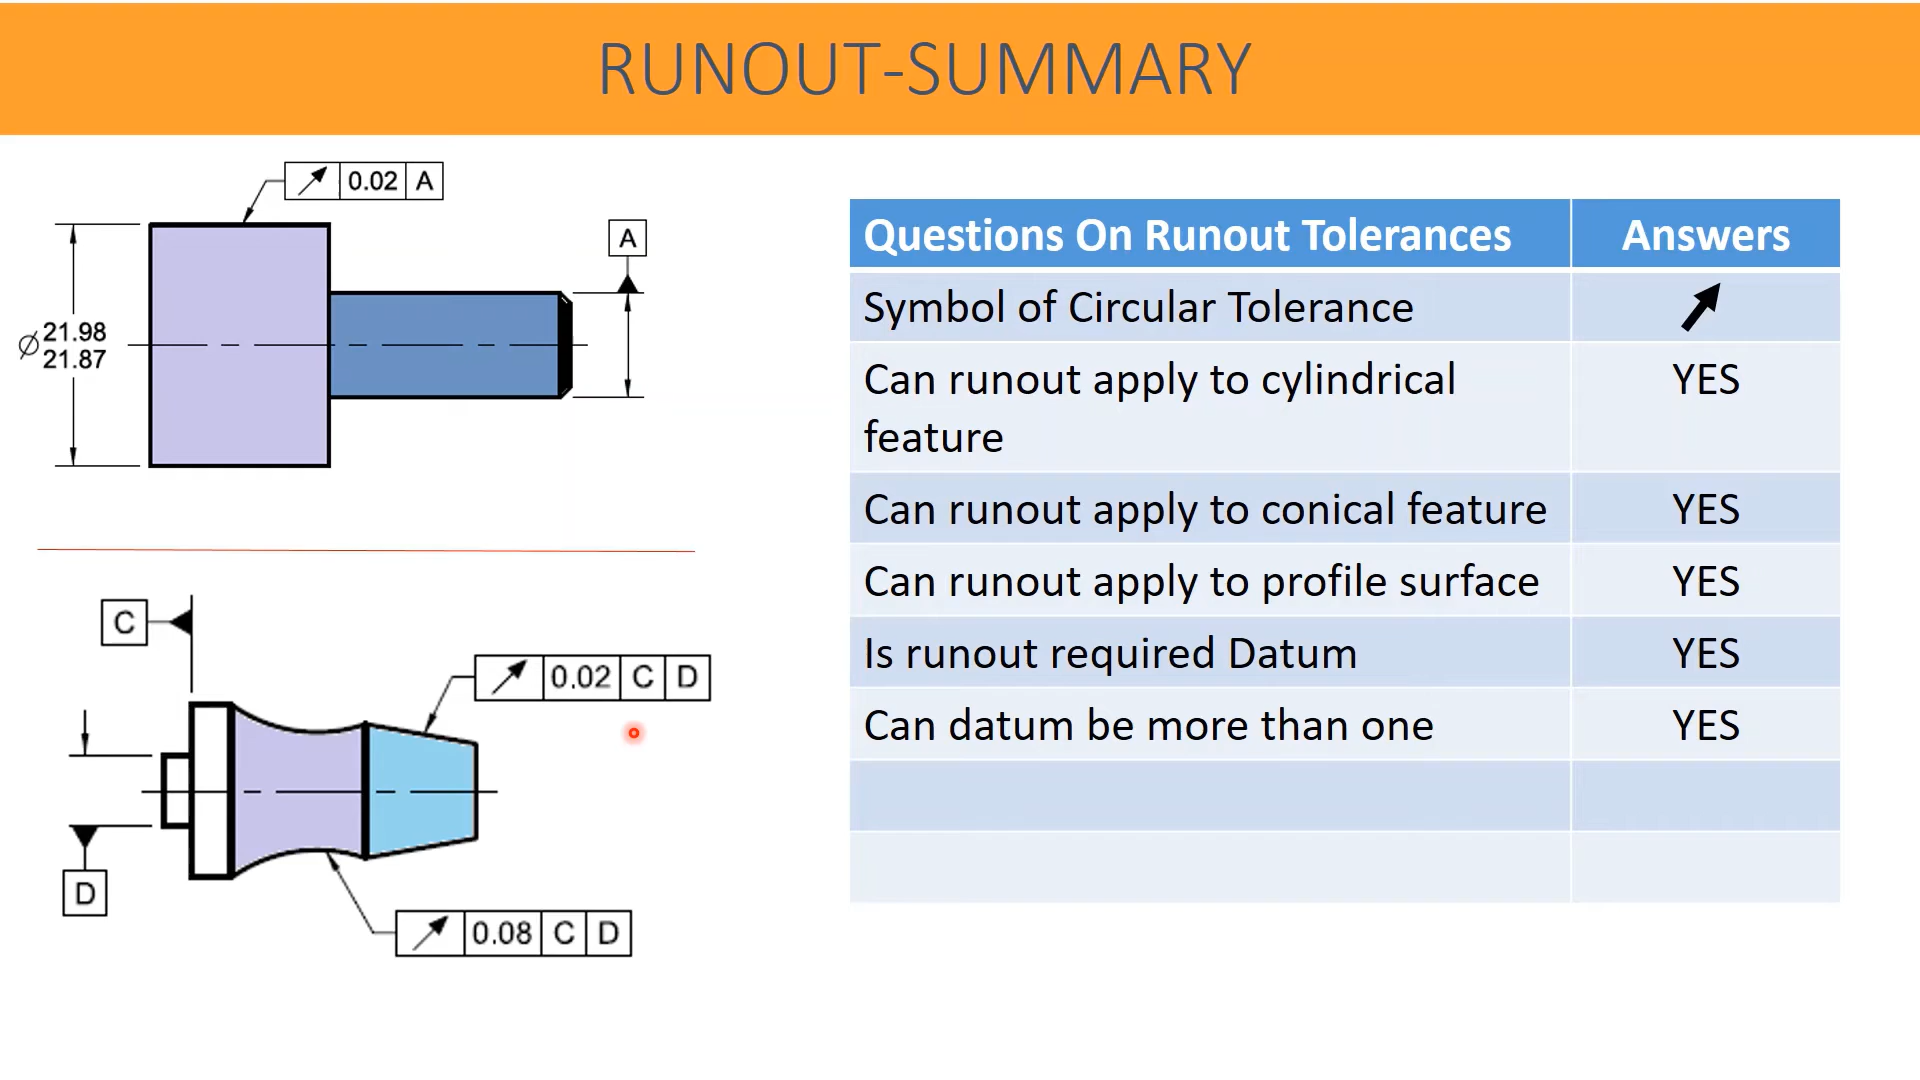 RUNOUT-SUMMARY
0.02 A
A
⌀ 21.98
21.87
C
0.02 C D
D
0.08 C D
Questions On Runout Tolerances Answers
Symbol of Circular Tolerance
Can runout apply to cylindrical YES
feature
Can runout apply to conical feature YES
Can runout apply to profile surface YES
Is runout required Datum YES
Can datum be more than one YES